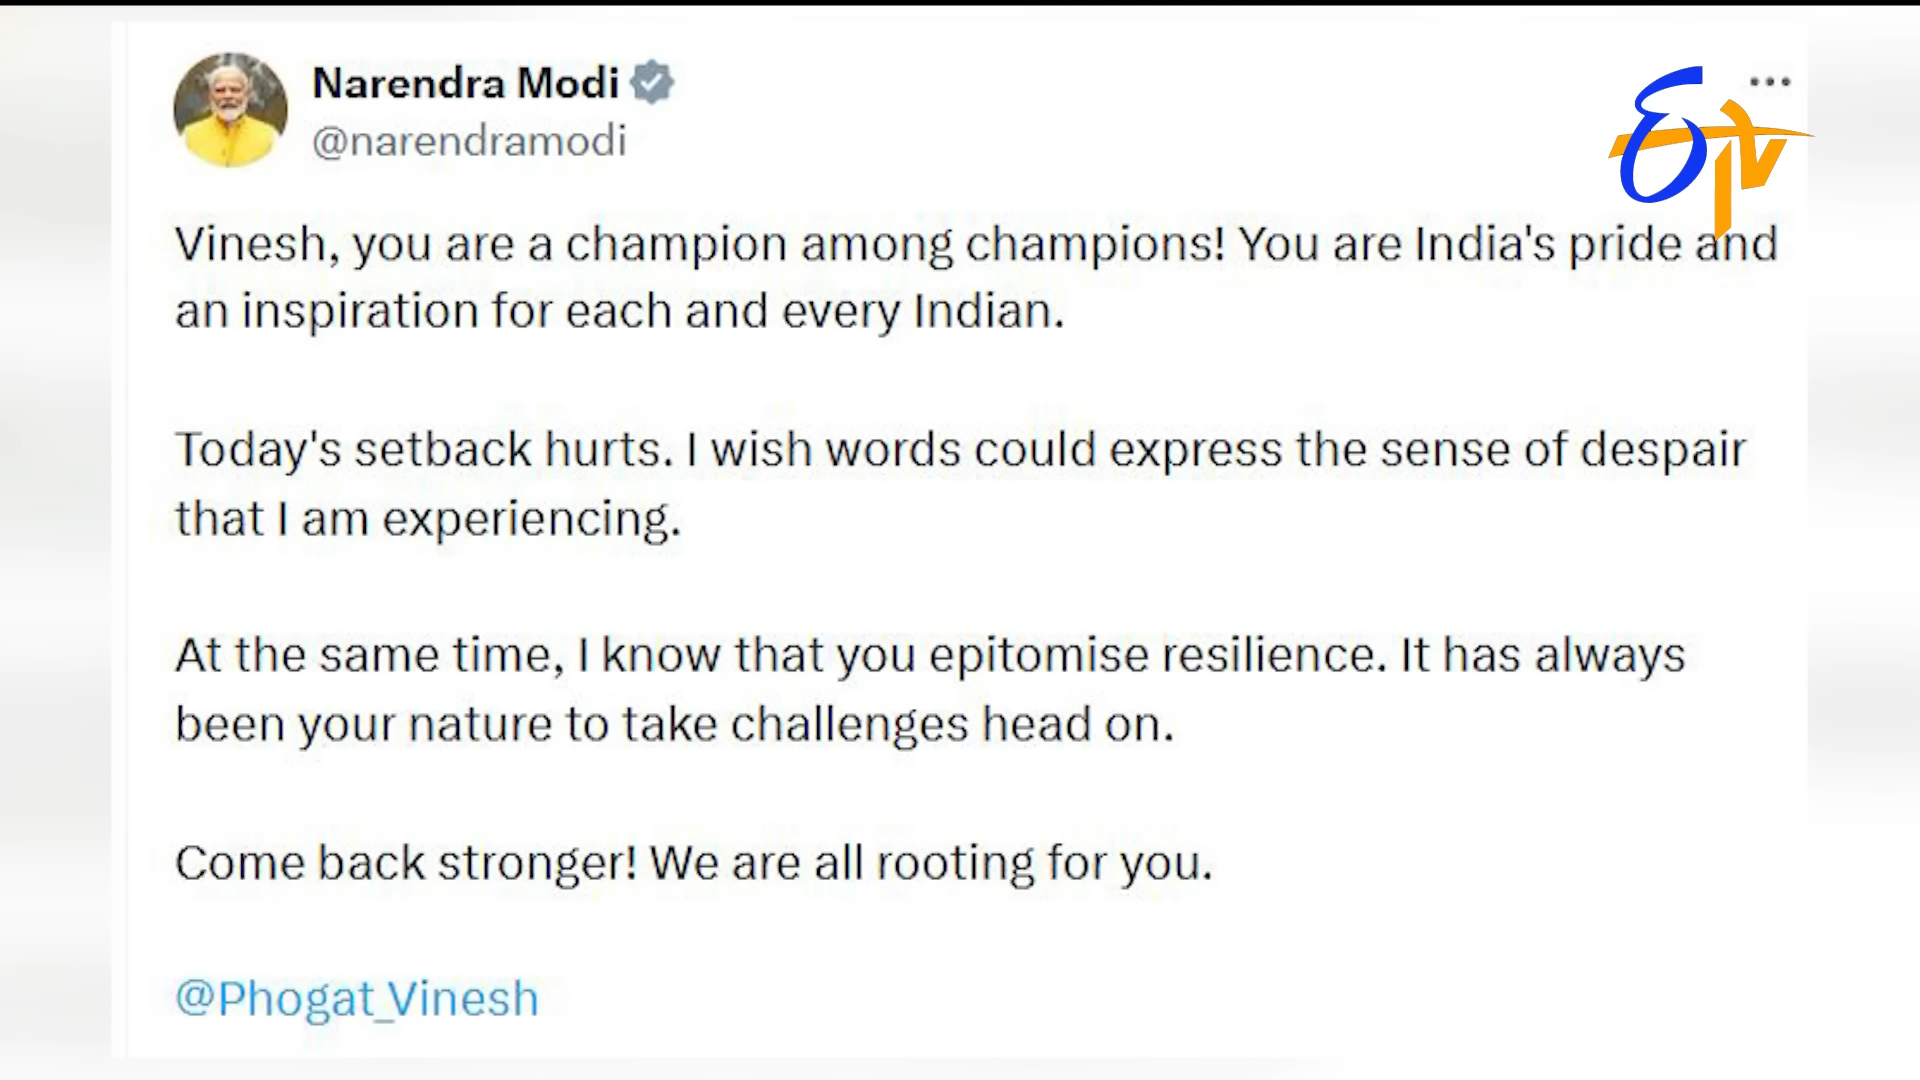 Narendra Modi
@narendramodi
ETV
Vinesh, you are a champion among champions! You are India's pride and
an inspiration for each and every Indian.
Today's setback hurts. I wish words could express the sense of despair
that I am experiencing.
At the same time, I know that you epitomise resilience. It has always
been your nature to take challenges head on.
Come back stronger! We are all rooting for you.
@Phogat_Vinesh